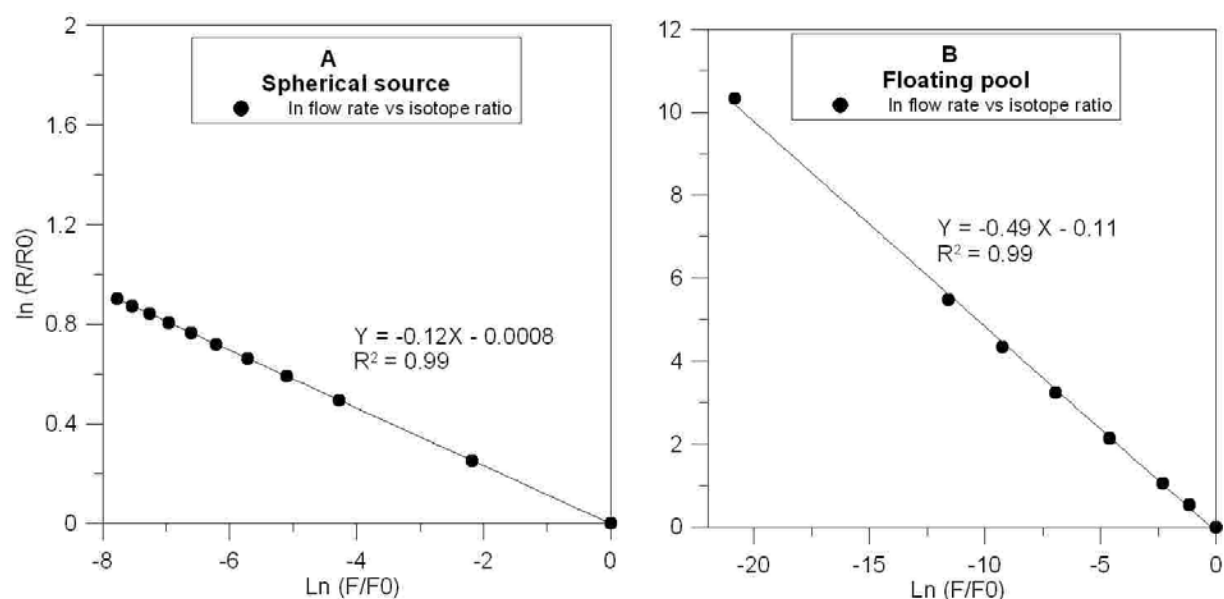 A
Spherical source
ln flow rate vs isotope ratio
Y = -0.12X - 0.0008
R² = 0.99
ln (R/R0)
2
1.6
1.2
0.8
0.4
0
-8
-6
-4
-2
0
Ln (F/F0)
B
Floating pool
ln flow rate vs isotope ratio
Y = -0.49 X - 0.11
R² = 0.99
12
10
8
6
4
2
0
-20
-15
-10
-5
0
Ln (F/F0)